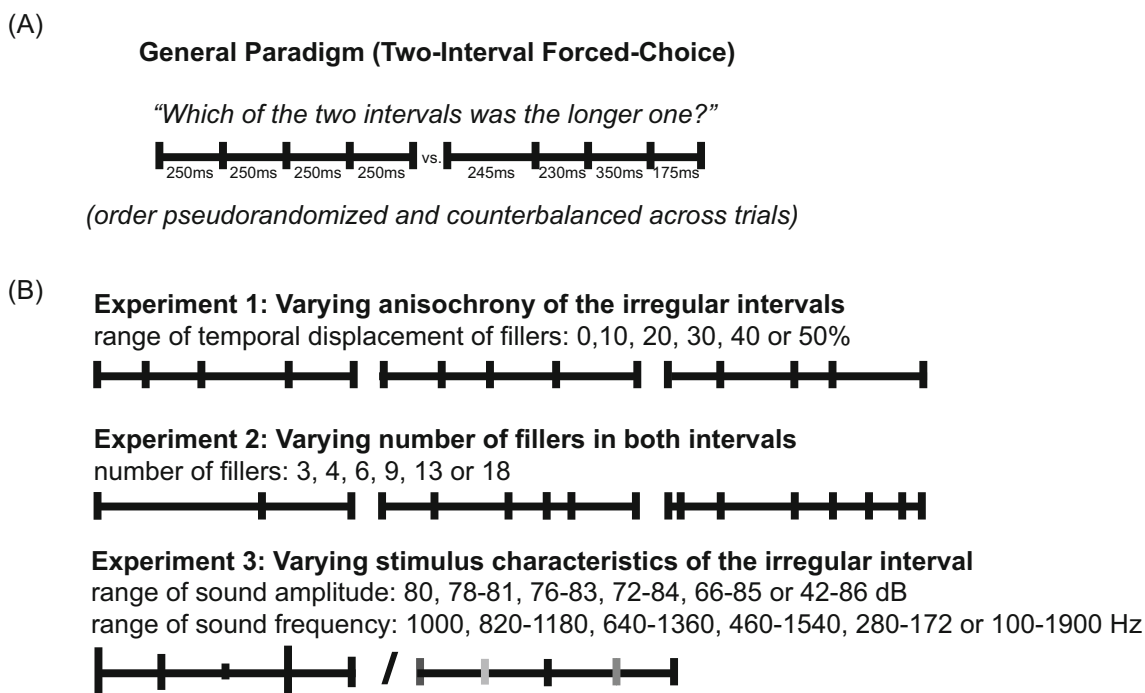 (A)
General Paradigm (Two-Interval Forced-Choice)
“Which of the two intervals was the longer one?”
250ms 250ms 250ms 250ms vs. 245ms 230ms 350ms 175ms
(order pseudorandomized and counterbalanced across trials)
(B)
Experiment 1: Varying anisochrony of the irregular intervals
range of temporal displacement of fillers: 0,10, 20, 30, 40 or 50%
Experiment 2: Varying number of fillers in both intervals
number of fillers: 3, 4, 6, 9, 13 or 18
Experiment 3: Varying stimulus characteristics of the irregular interval
range of sound amplitude: 80, 78-81, 76-83, 72-84, 66-85 or 42-86 dB
range of sound frequency: 1000, 820-1180, 640-1360, 460-1540, 280-172 or 100-1900 Hz
/